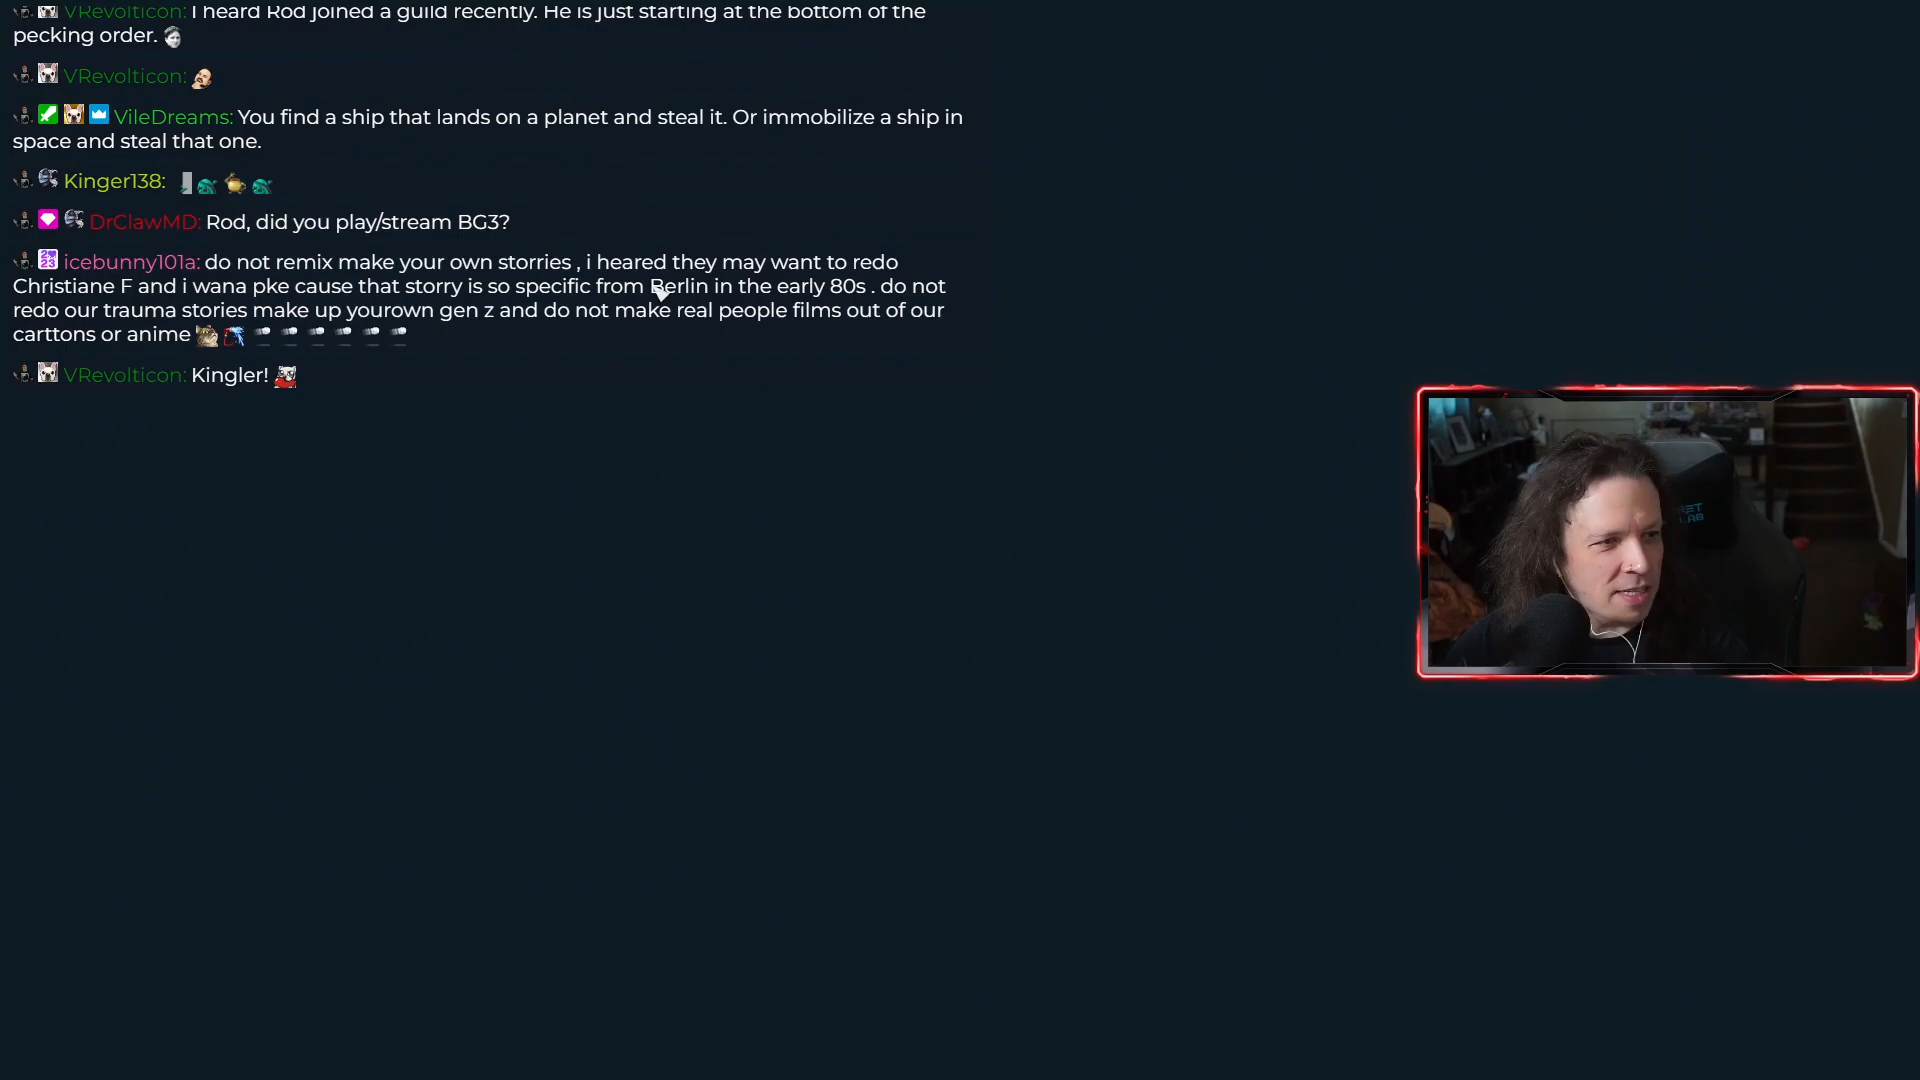 VRevolticon: I heard Rod joined a guild recently. He is just starting at the bottom of the
pecking order.
VRevolticon:
VileDreams: You find a ship that lands on a planet and steal it. Or immobilize a ship in
space and steal that one.
Kinger138:
DrClawMD: Rod, did you play/stream BG3?
icebunny101a: do not remix make your own storries , i heared they may want to redo
Christiane F and i wana pke cause that storry is so specific from Berlin in the early 80s . do not
redo our trauma stories make up yourown gen z and do not make real people films out of our
carttons or anime
VRevolticon: Kingler!